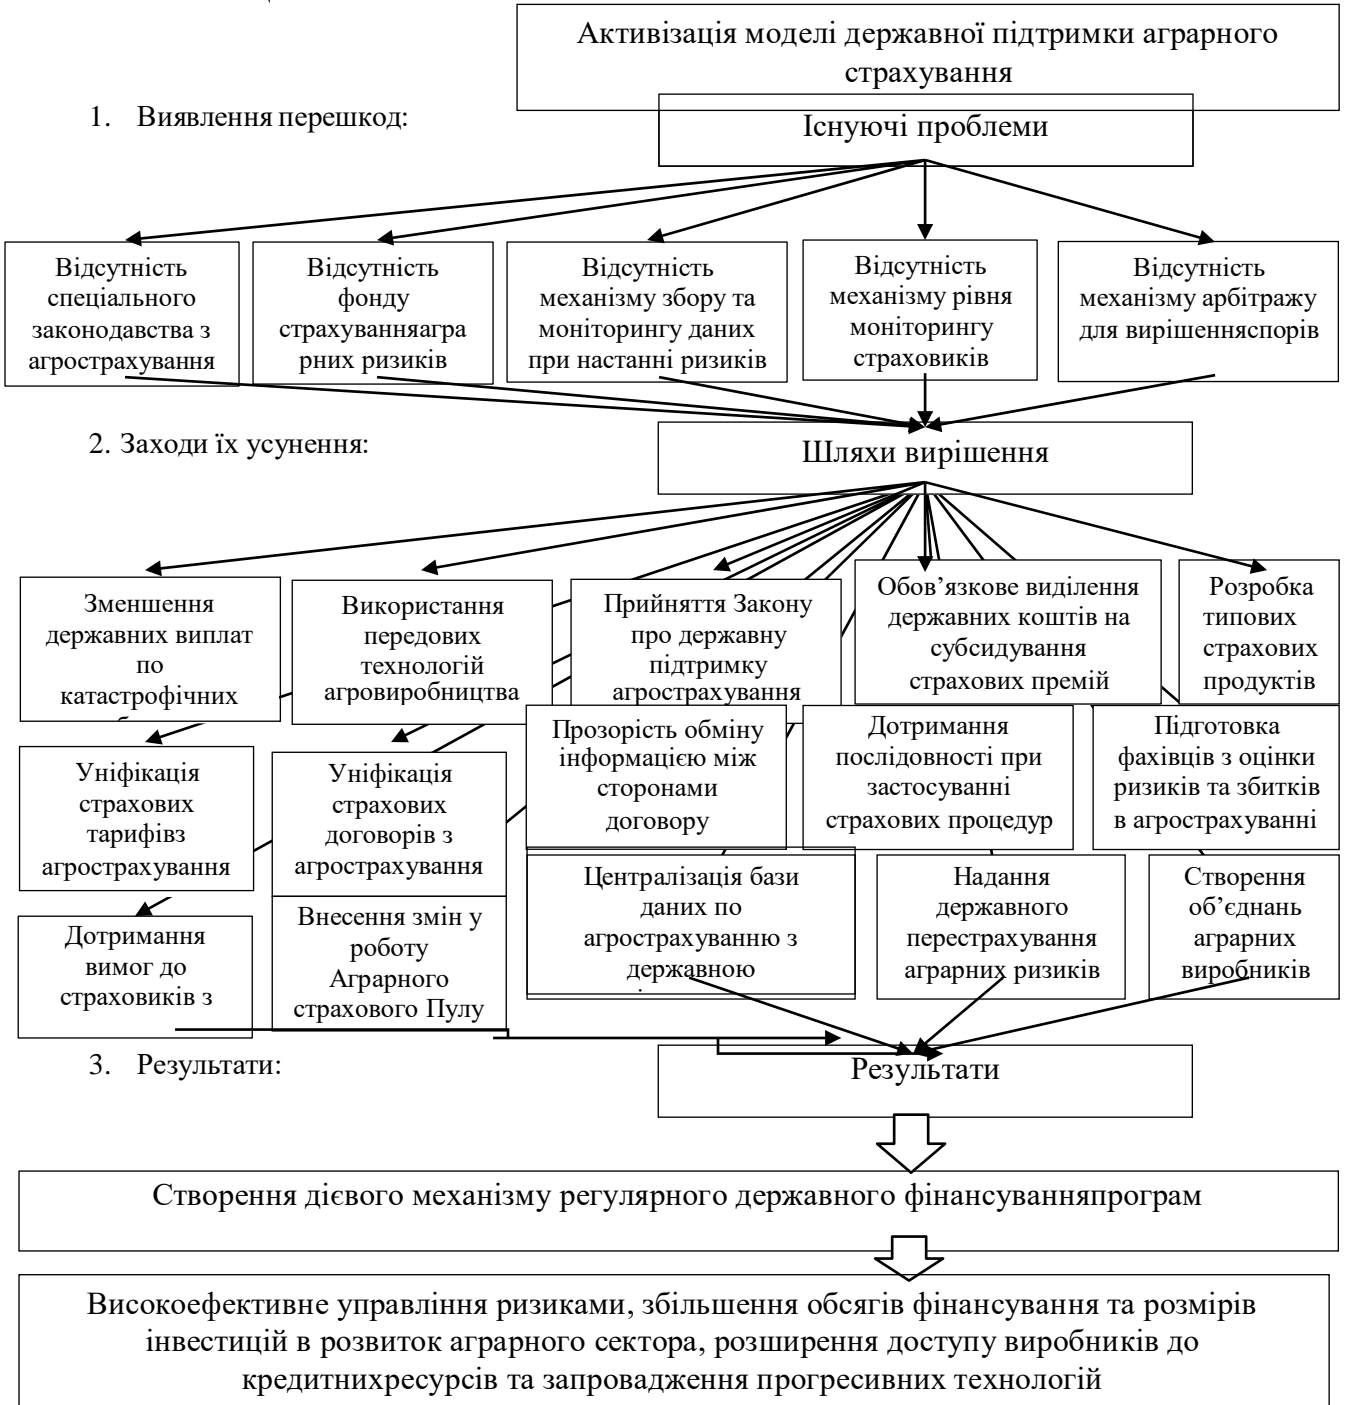 Активізація моделі державної підтримки аграрного
страхування
1. Виявлення перешкод:
Існуючі проблеми
Відсутність
спеціального
законодавства з
агрострахування
Відсутність
фонду
страхуванняагра
рних ризиків
Відсутність
механізму збору та
моніторингу даних
при настанні ризиків
Відсутність
механізму рівня
моніторингу
страховиків
Відсутність
механізму арбітражу
для вирішенняспорів
2. Заходи їх усунення:
Шляхи вирішення
Зменшення
державних виплат
по
катастрофічних
Використання
передових
технологій
агровиробництва
Прийняття Закону
про державну
підтримку
агрострахування
Обов’язкове виділення
державних коштів на
субсидування
страхових премій
Розробка
типових
страхових
продуктів
Уніфікація
страхових
тарифівз
агрострахування
Уніфікація
страхових
договорів з
агрострахування
Прозорість обміну
інформацією між
сторонами
договору
Дотримання
послідовності при
застосуванні
страхових процедур
Підготовка
фахівців з оцінки
ризиків та збитків
в агрострахуванні
Дотримання
вимог до
страховиків з
Внесення змін у
роботу
Аграрного
страхового Пулу
Централізація бази
даних по
агрострахуванню з
державною
Надання
державного
перестрахування
аграрних ризиків
Створення
об’єднань
аграрних
виробників
3. Результати:
Результати
Створення дієвого механізму регулярного державного фінансуванняпрограм
Високоефективне управління ризиками, збільшення обсягів фінансування та розмірів
інвестицій в розвиток аграрного сектора, розширення доступу виробників до
кредитнихресурсів та запровадження прогресивних технологій